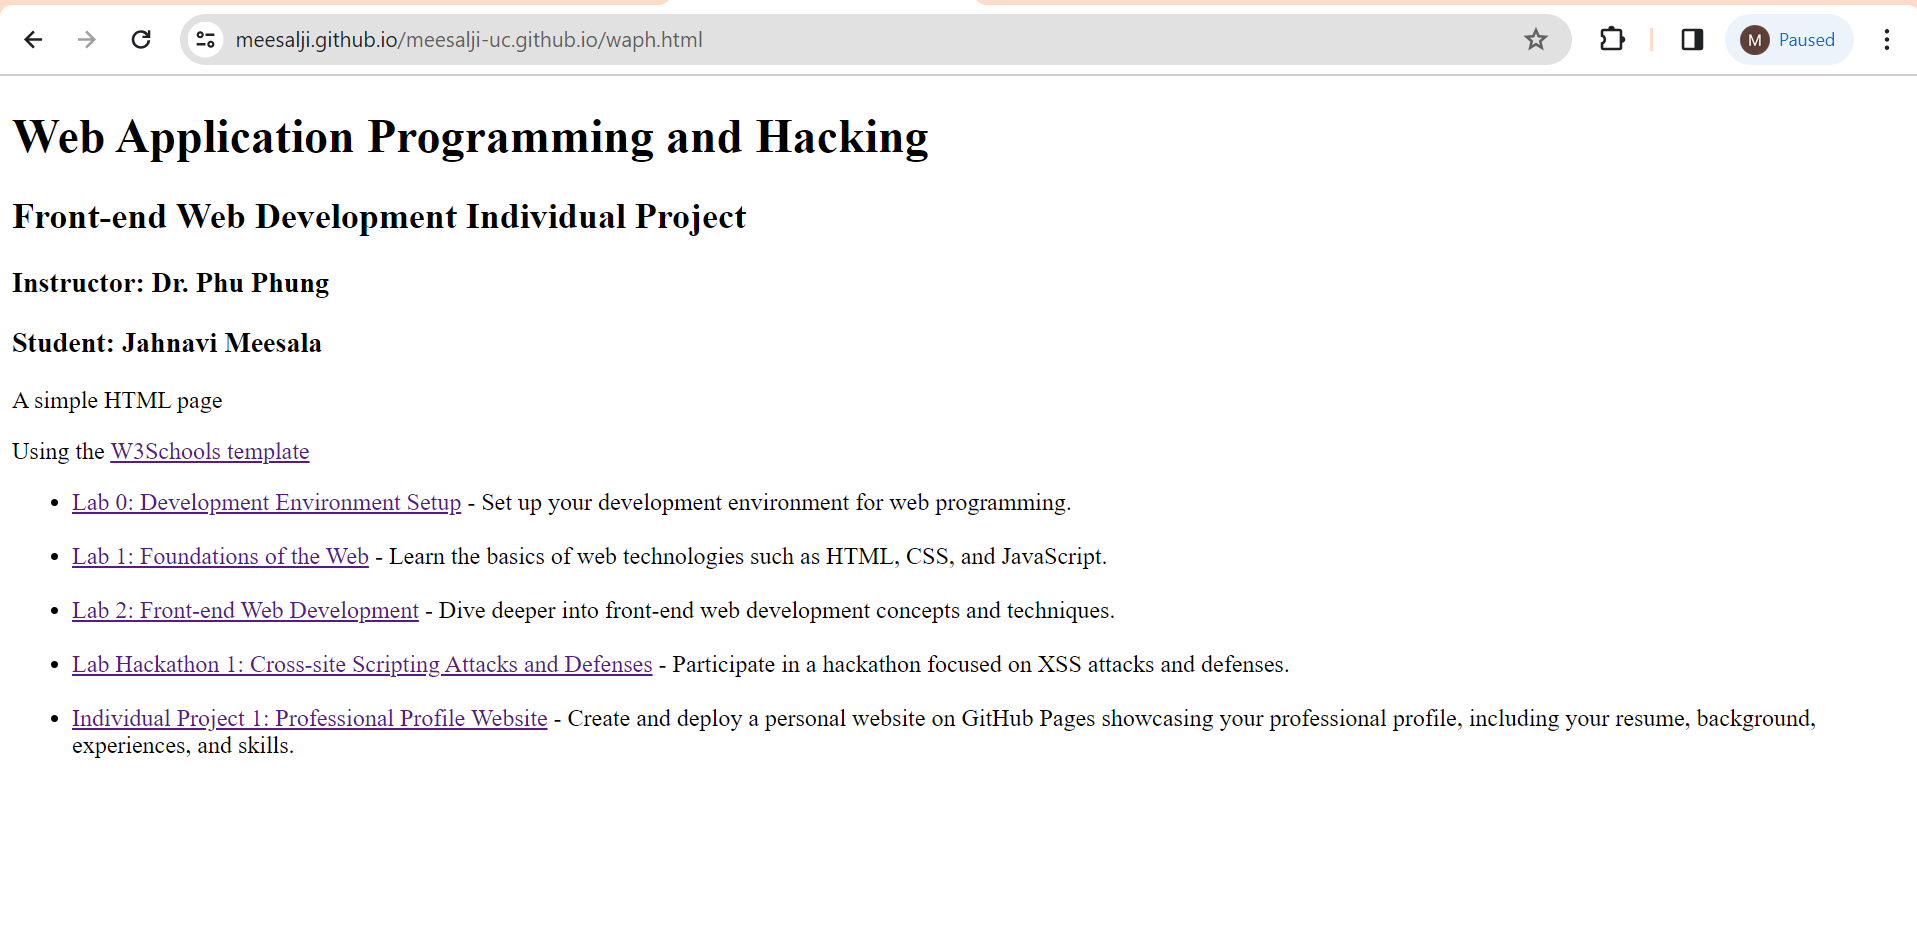 meesalji.github.io/meesalji-uc.github.io/waph.html
M Paused
Web Application Programming and Hacking
Front-end Web Development Individual Project
Instructor: Dr. Phu Phung
Student: Jahnavi Meesala
A simple HTML page
Using the W3Schools template
• Lab 0: Development Environment Setup - Set up your development environment for web programming.
• Lab 1: Foundations of the Web - Learn the basics of web technologies such as HTML, CSS, and JavaScript.
• Lab 2: Front-end Web Development - Dive deeper into front-end web development concepts and techniques.
• Lab Hackathon 1: Cross-site Scripting Attacks and Defenses - Participate in a hackathon focused on XSS attacks and defenses.
• Individual Project 1: Professional Profile Website - Create and deploy a personal website on GitHub Pages showcasing your professional profile, including your resume, background,
experiences, and skills.